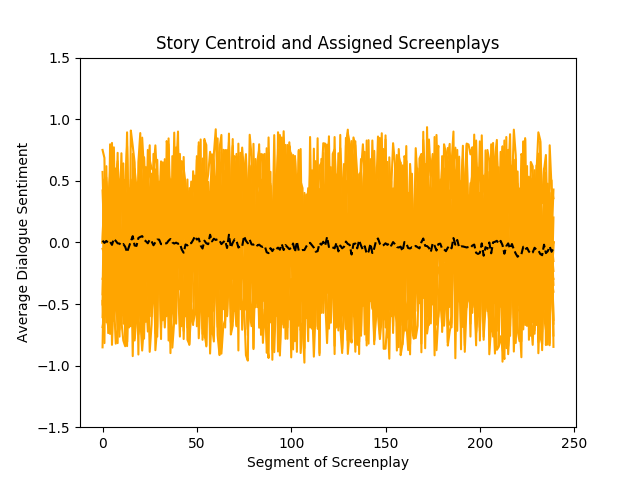 Story Centroid and Assigned Screenplays
1.5
1.0
0.5
0.0
−0.5
−1.0
−1.5
Average Dialogue Sentiment
0 50 100 150 200 250
Segment of Screenplay